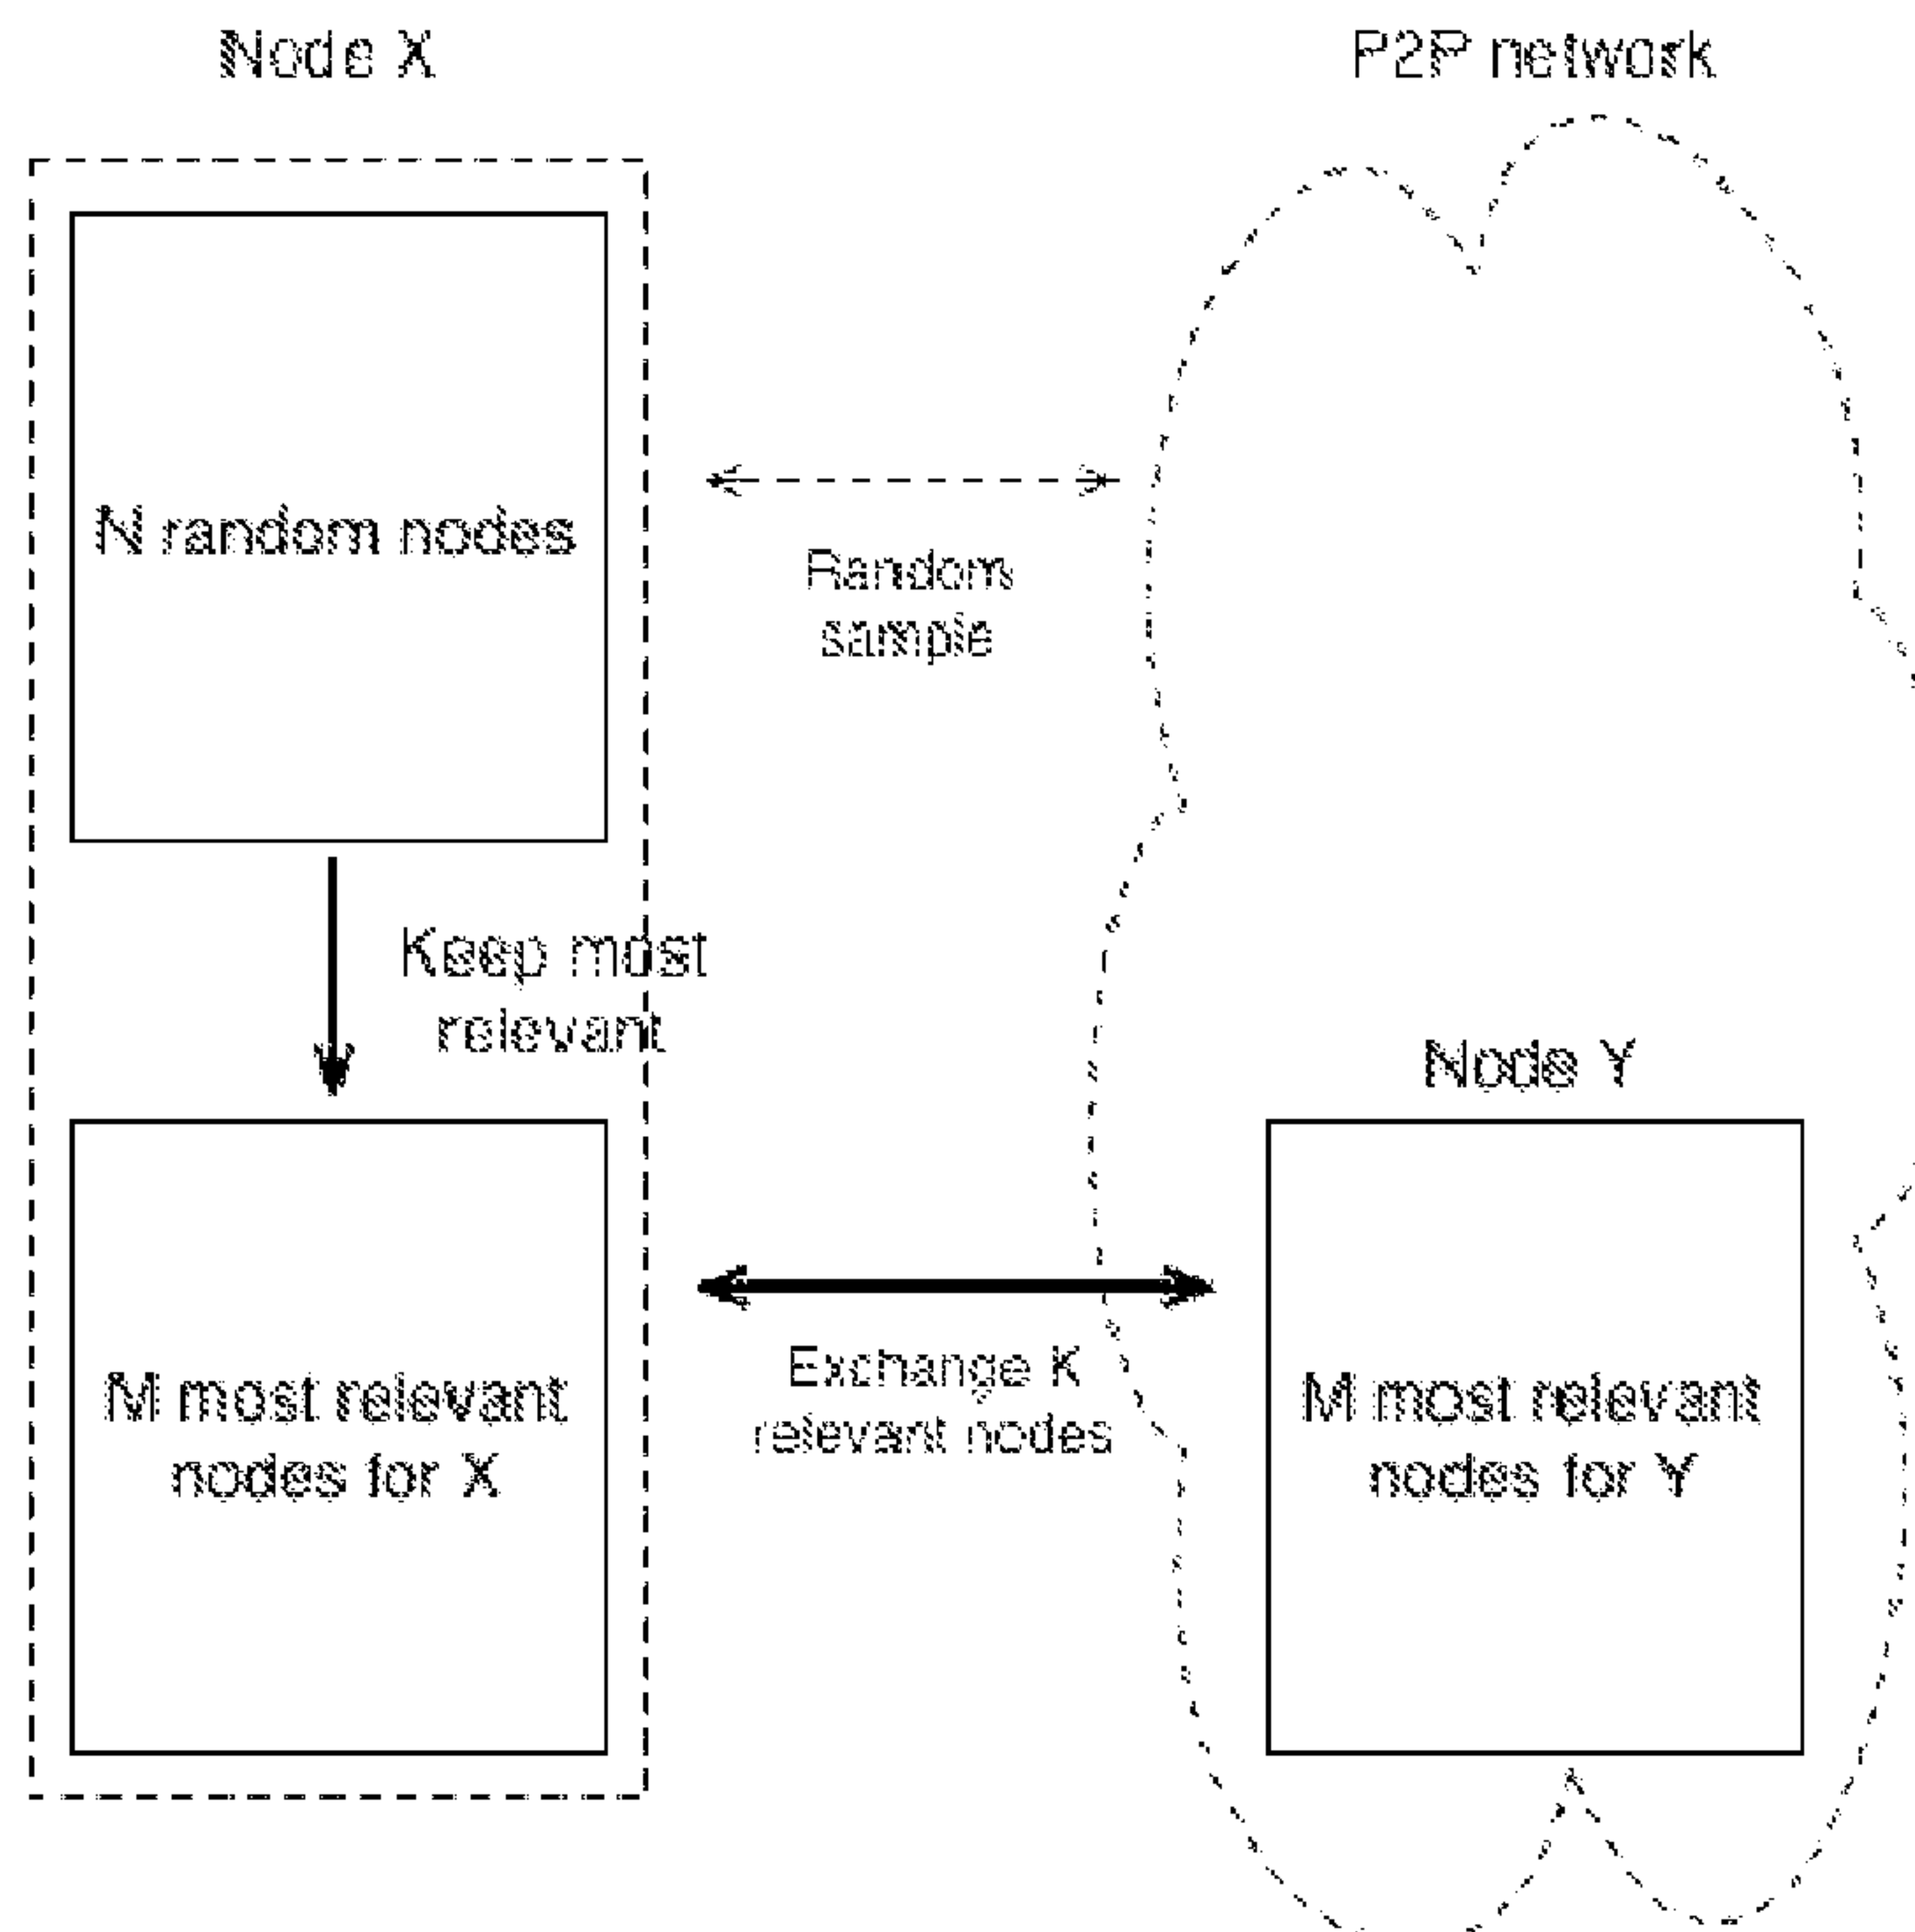 Node X
P2P network
N random nodes
Random
sample
Keep most
relevant
Node Y
M most relevant
nodes for X
Exchange K
relevant nodes
M most relevant
nodes for Y